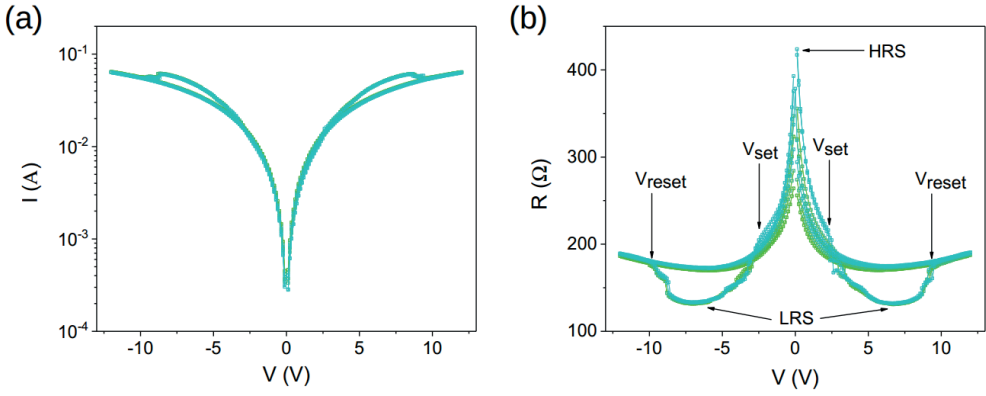 (a)
10⁻¹
10⁻²
10⁻³
10⁻⁴
I (A)
-10 -5 0 5 10
V (V)
(b)
HRS
400
300
200
100
R (Ω)
Vset Vset
Vreset Vreset
LRS
-10 -5 0 5 10
V (V)